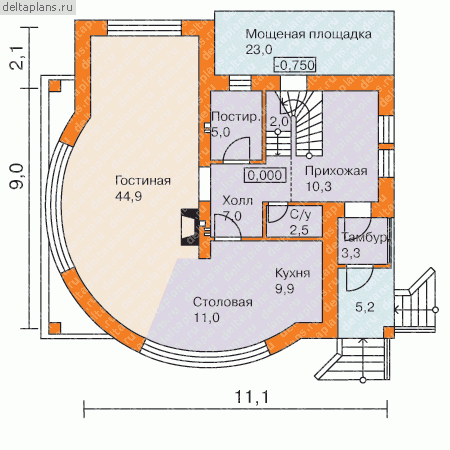 deltaplans.ru
Мощеная площадка
23,0
-0,750
2,1
9,0
Постир.
5,0
2,0
Гостиная
44,9
Прихожая
10,3
0,000
Холл
7,0
С/у
2,5
Тамбур
3,3
Кухня
9,9
Столовая
11,0
5,2
11,1